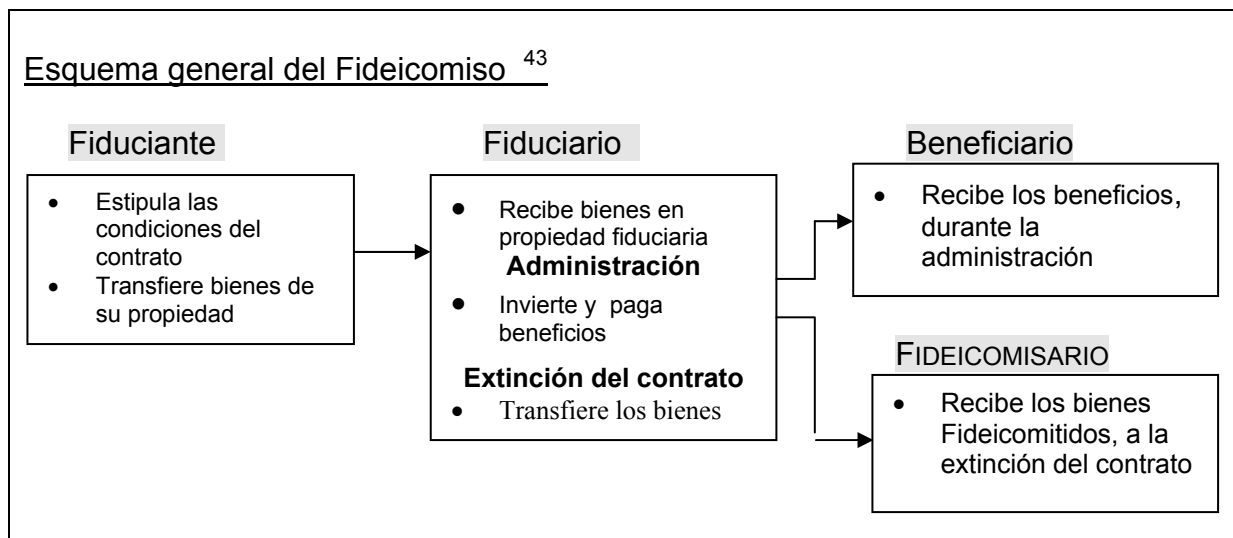 Esquema general del Fideicomiso 43
Fiduciante
• Estipula las
condiciones del
contrato
• Transfiere bienes de
su propiedad
Fiduciario
• Recibe bienes en
propiedad fiduciaria
Administración
• Invierte y paga
beneficios
Extinción del contrato
• Transfiere los bienes
Beneficiario
• Recibe los beneficios,
durante la
administración
FIDEICOMISARIO
• Recibe los bienes
Fideicomitidos, a la
extinción del contrato